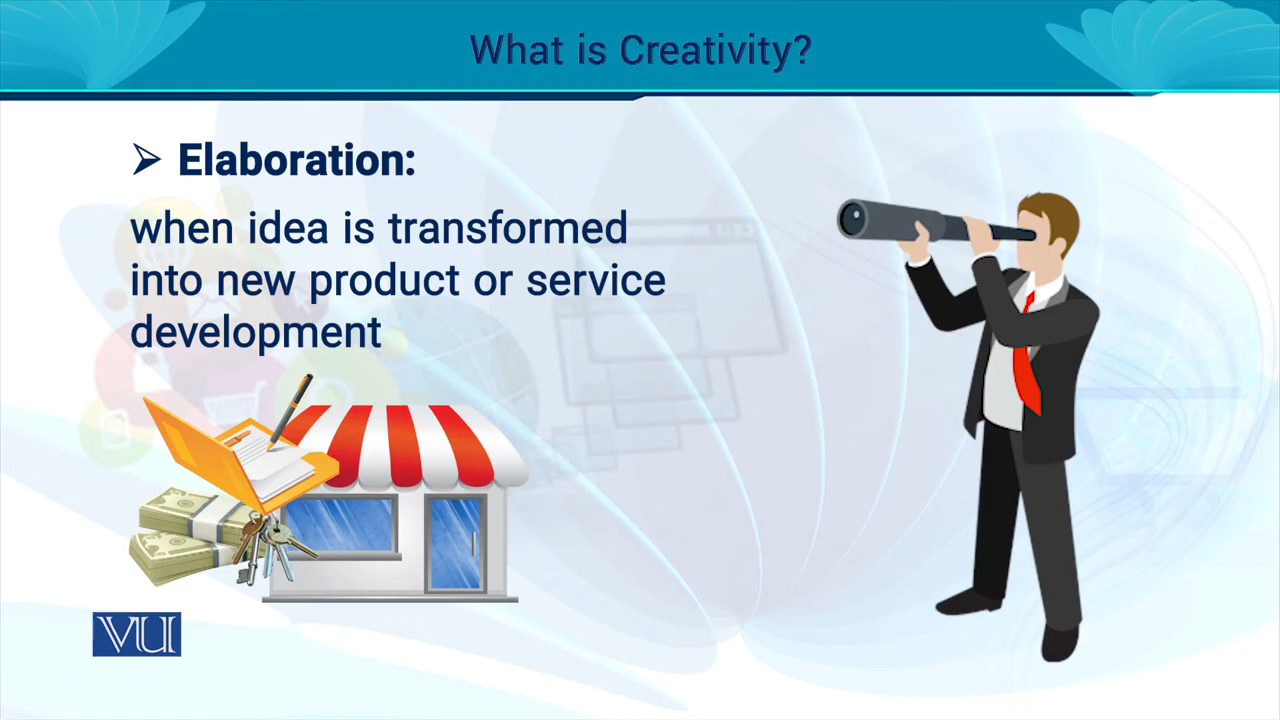 What is Creativity?
➢ Elaboration:
when idea is transformed
into new product or service
development
VU